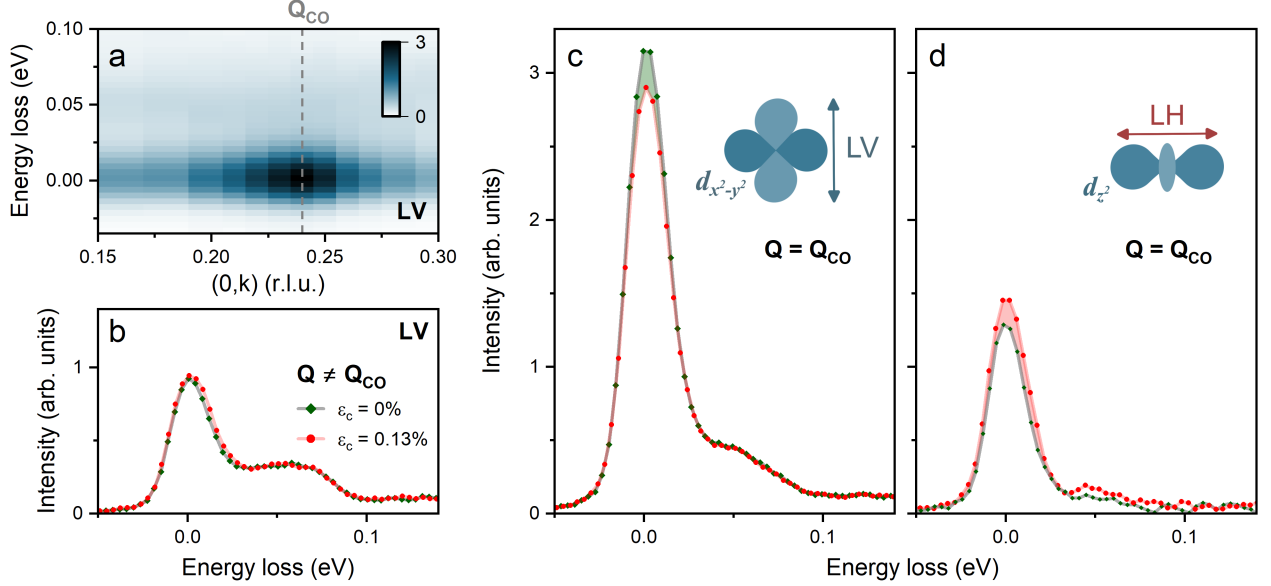 Q_CO
a
3
0
LV
0.10
0.05
0.00
Energy loss (eV)
0.15
0.20
0.25
0.30
(0,k) (r.l.u.)
b
LV
Q ≠ Q_CO
ε_c = 0%
ε_c = 0.13%
1
0
Intensity (arb. units)
0.0
0.1
Energy loss (eV)
c
3
2
1
0
Intensity (arb. units)
LV
d_x²-y²
Q = Q_CO
0.0
0.1
d
LH
d_z²
Q = Q_CO
0.0
0.1
Energy loss (eV)